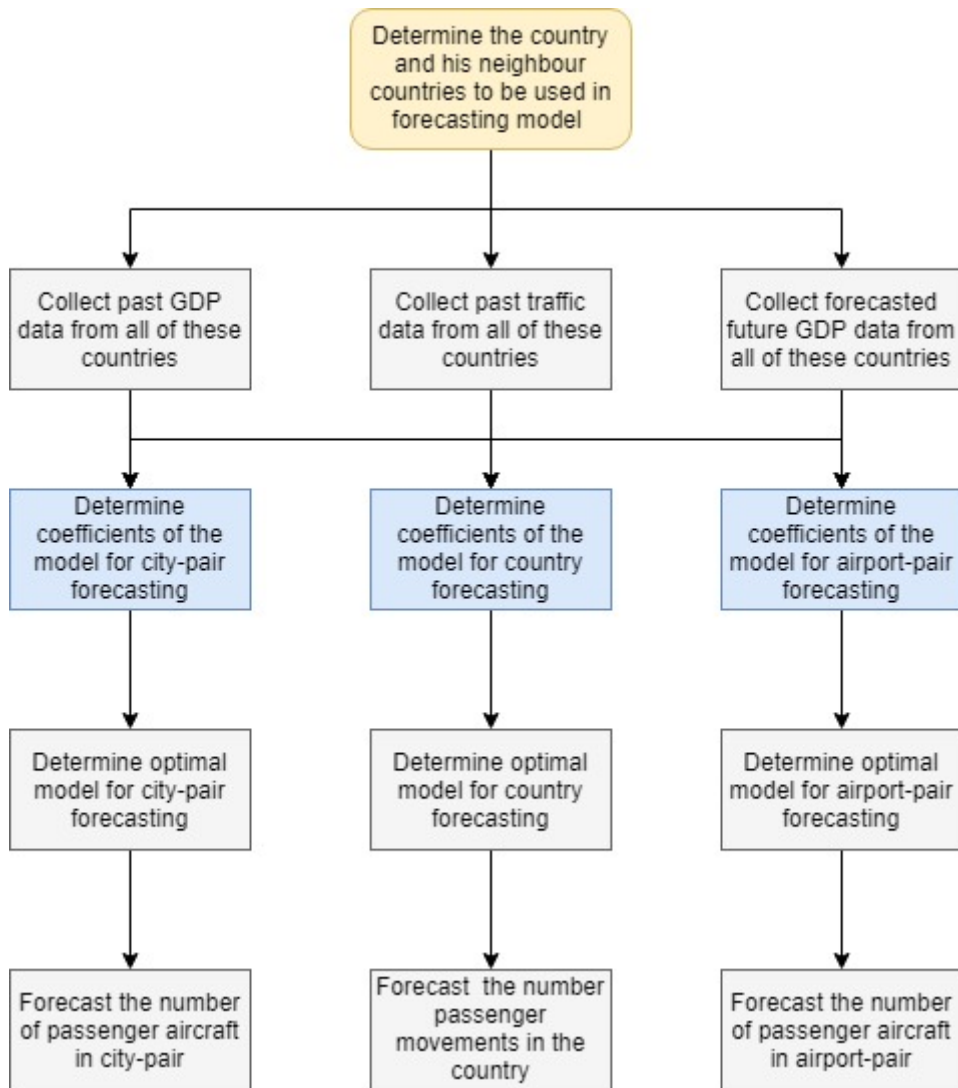 Determine the country
and his neighbour
countries to be used in
forecasting model
Collect past GDP
data from all of these
countries
Collect past traffic
data from all of these
countries
Collect forecasted
future GDP data from
all of these countries
Determine
coefficients of the
model for city-pair
forecasting
Determine
coefficients of the
model for country
forecasting
Determine
coefficients of the
model for airport-pair
forecasting
Determine optimal
model for city-pair
forecasting
Determine optimal
model for country
forecasting
Determine optimal
model for airport-pair
forecasting
Forecast the number
of passenger aircraft
in city-pair
Forecast the number
passenger
movements in the
country
Forecast the number
of passenger aircraft
in airport-pair